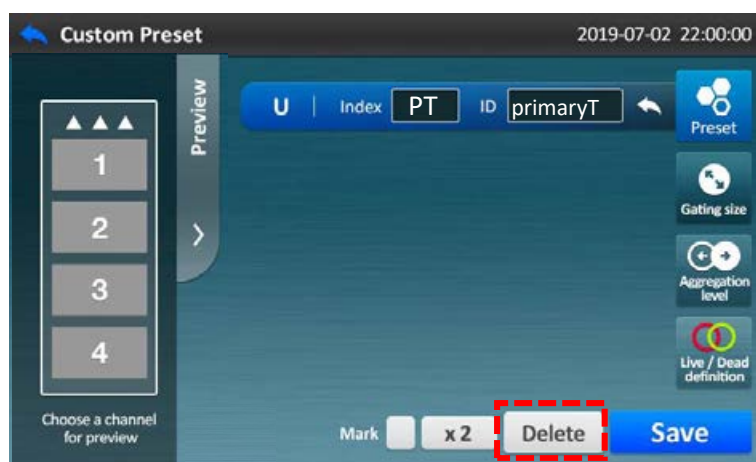 Custom Preset
2019-07-02 22:00:00
1
2
3
4
Choose a channel
for preview
Preview
U | Index PT ID primaryT
Preset
Gating size
Aggregation
level
Live / Dead
definition
Mark x 2 Delete Save